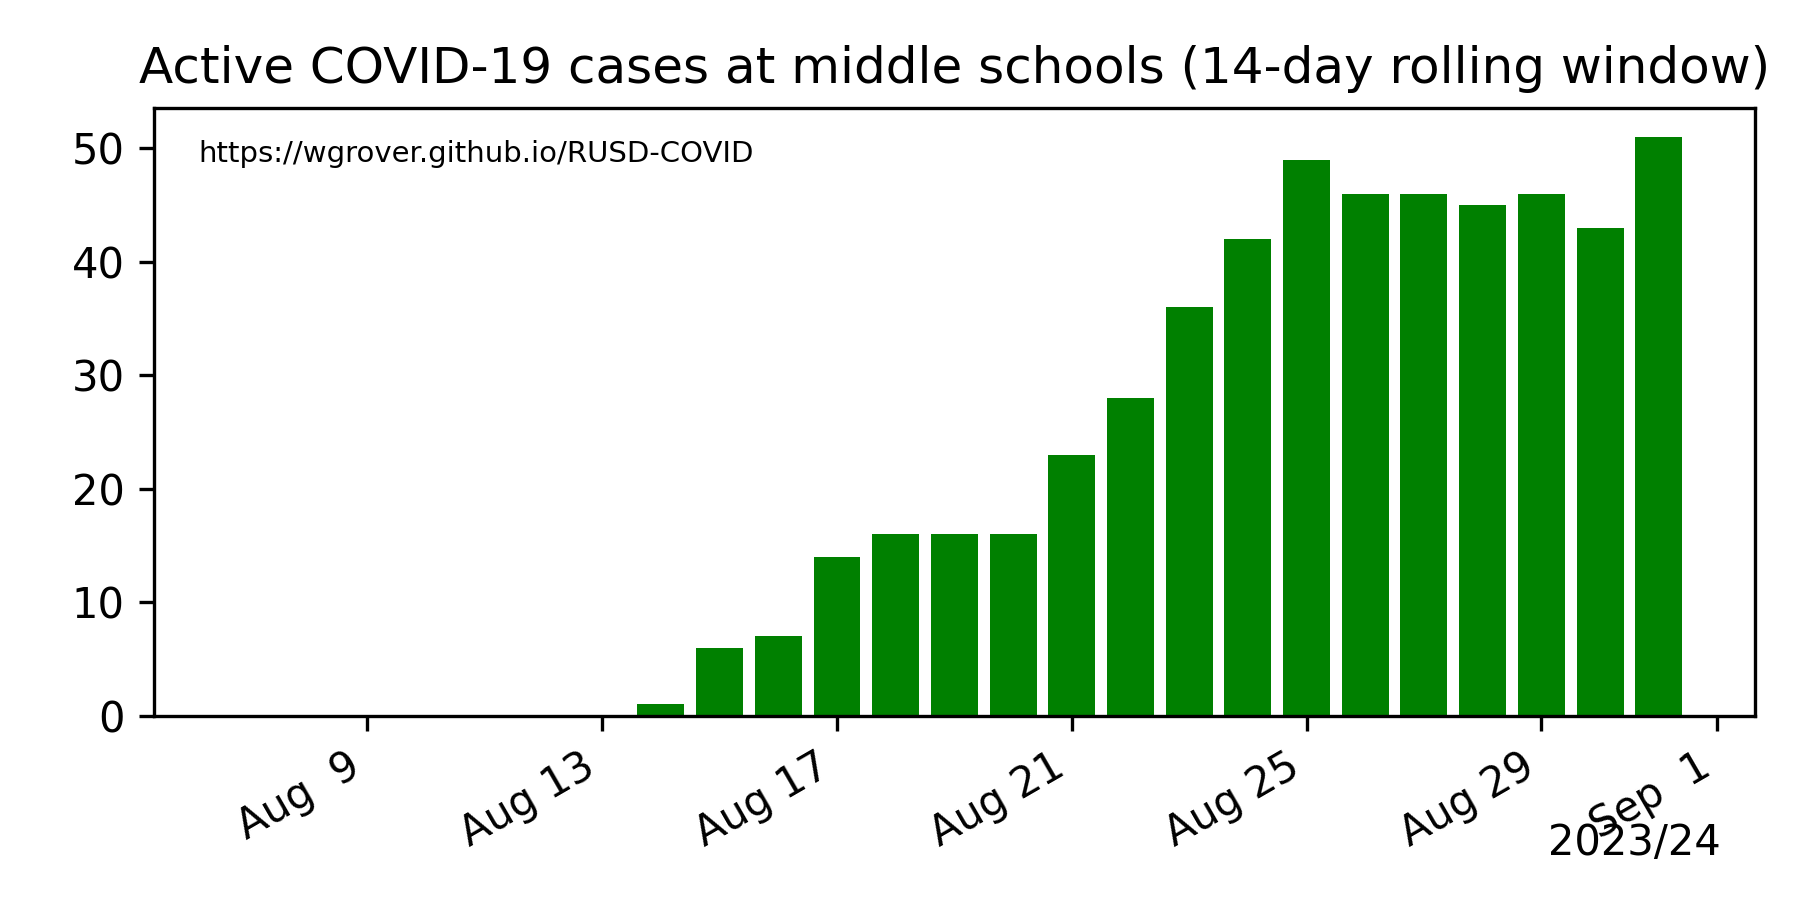 Active COVID-19 cases at middle schools (14-day rolling window)
https://wgrover.github.io/RUSD-COVID
50
40
30
20
10
0
Aug  9
Aug 13
Aug 17
Aug 21
Aug 25
Aug 29
Sep  1
2023/24